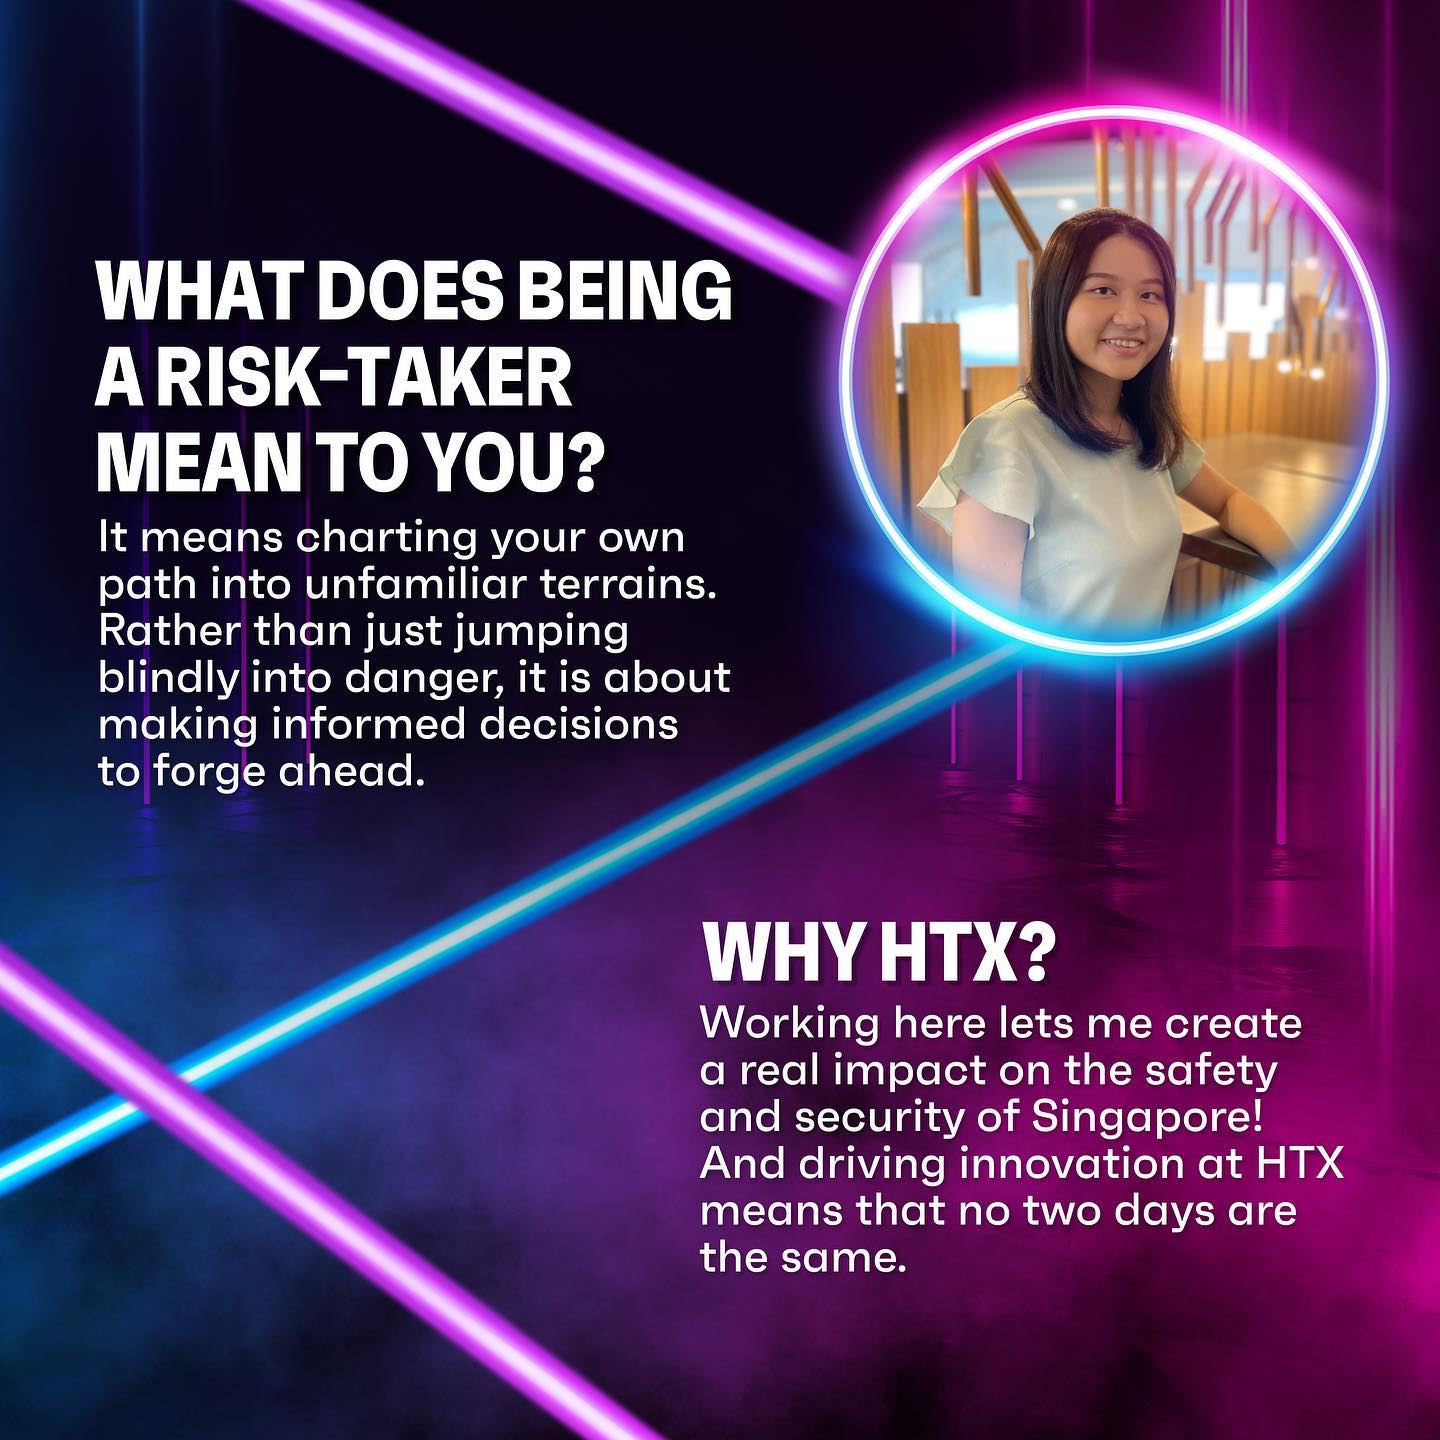 WHAT DOES BEING
A RISK-TAKER
MEAN TO YOU?
It means charting your own
path into unfamiliar terrains.
Rather than just jumping
blindly into danger, it is about
making informed decisions
to forge ahead.
WHY HTX?
Working here lets me create
a real impact on the safety
and security of Singapore!
And driving innovation at HTX
means that no two days are
the same.